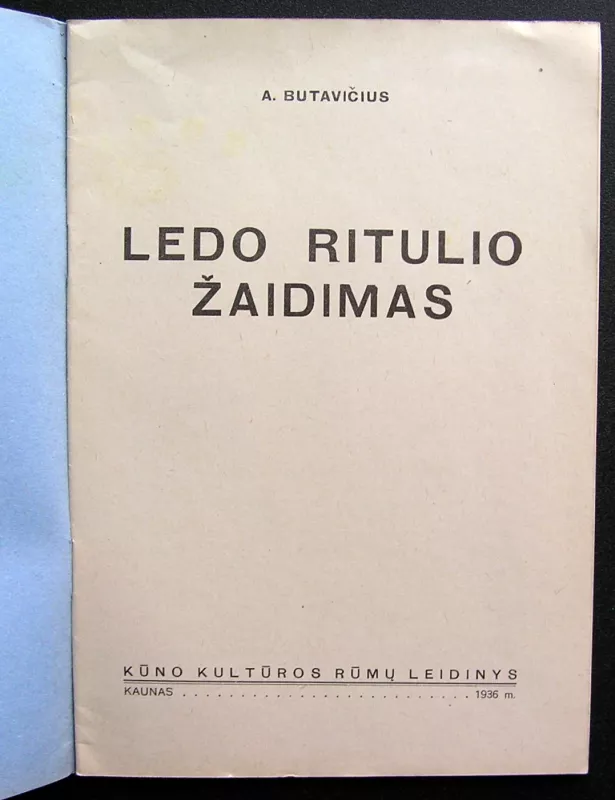 A. BUTAVIČIUS
LEDO RITULIO
ŽAIDIMAS
KŪNO KULTŪROS RŪMŲ LEIDINYS
KAUNAS . . . . . . . . . . . . . . . . . . . . . . . . . . 1936 m.